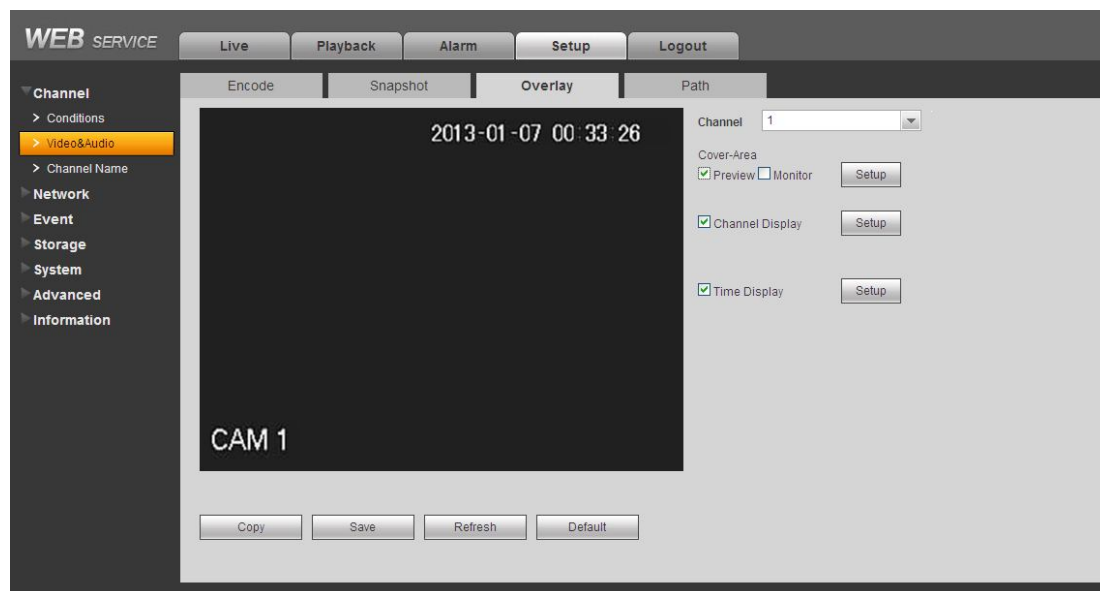 WEB SERVICE
Live Playback Alarm Setup Logout
Encode Snapshot Overlay Path
Channel
> Conditions
> Video&Audio
> Channel Name
Network
Event
Storage
System
Advanced
Information
2013-01-07 00:33:26
CAM 1
Channel 1
Cover-Area
Preview Monitor Setup
Channel Display Setup
Time Display Setup
Copy Save Refresh Default